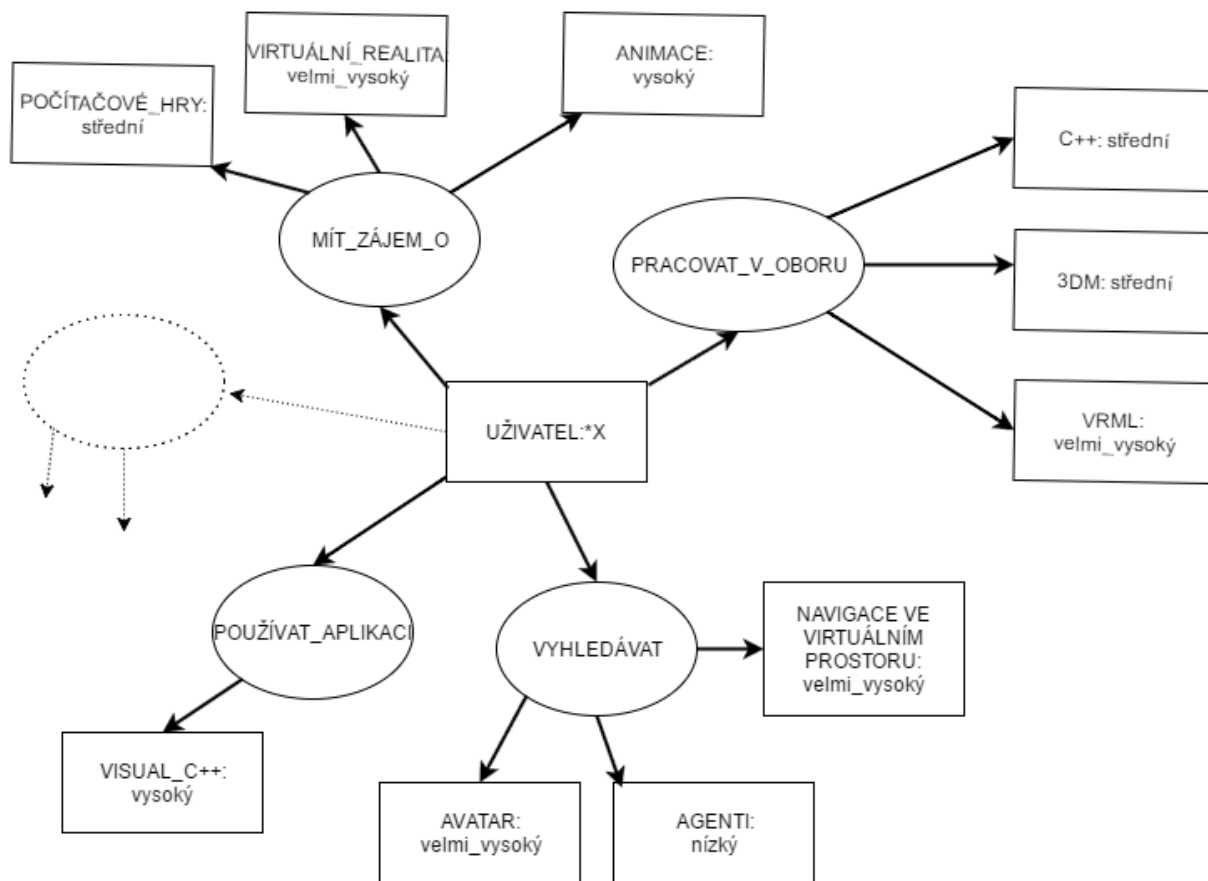 VIRTUÁLNÍ_REALITA:
velmi_vysoký
ANIMACE:
vysoký
POČÍTAČOVÉ_HRY:
střední
C++: střední
MÍT_ZÁJEM_O
PRACOVAT_V_OBORU
3DM: střední
UŽIVATEL:*X
VRML:
velmi_vysoký
POUŽÍVAT_APLIKACI
VYHLEDÁVAT
NAVIGACE VE
VIRTUÁLNÍM
PROSTORU:
velmi_vysoký
VISUAL_C++:
vysoký
AVATAR:
velmi_vysoký
AGENTI:
nízký